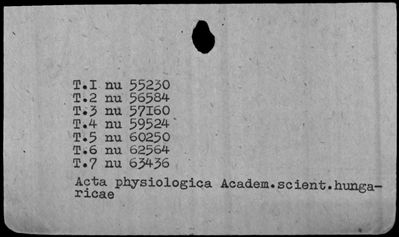 T.I nu 55230
T.2 nu 56584
T.3 nu 57I60
T.4 nu 59524
T.5 nu 60250
T.6 nu 62564
T.7 nu 63436
Acta physiologica Academ.scient.hunga-
ricae